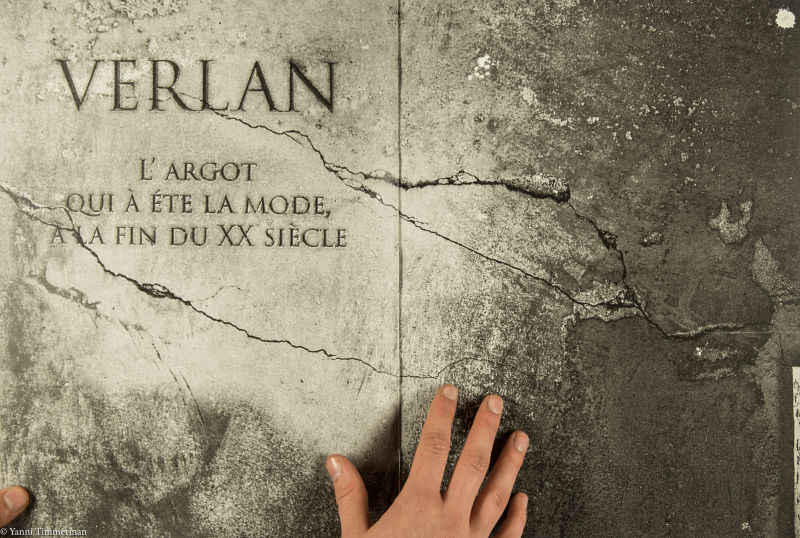 VERLAN
L' ARGOT
QUI À ÉTE LA MODE,
A LA FIN DU XX SIÈCLE
© Yanni Timmerman